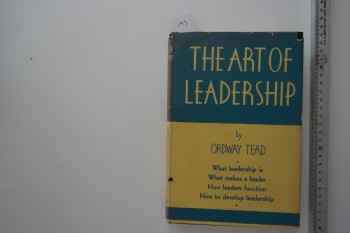 THE ART OF
LEADERSHIP
by
ORDWAY TEAD
What leadership is
What makes a leader
How leaders function
How to develop leadership